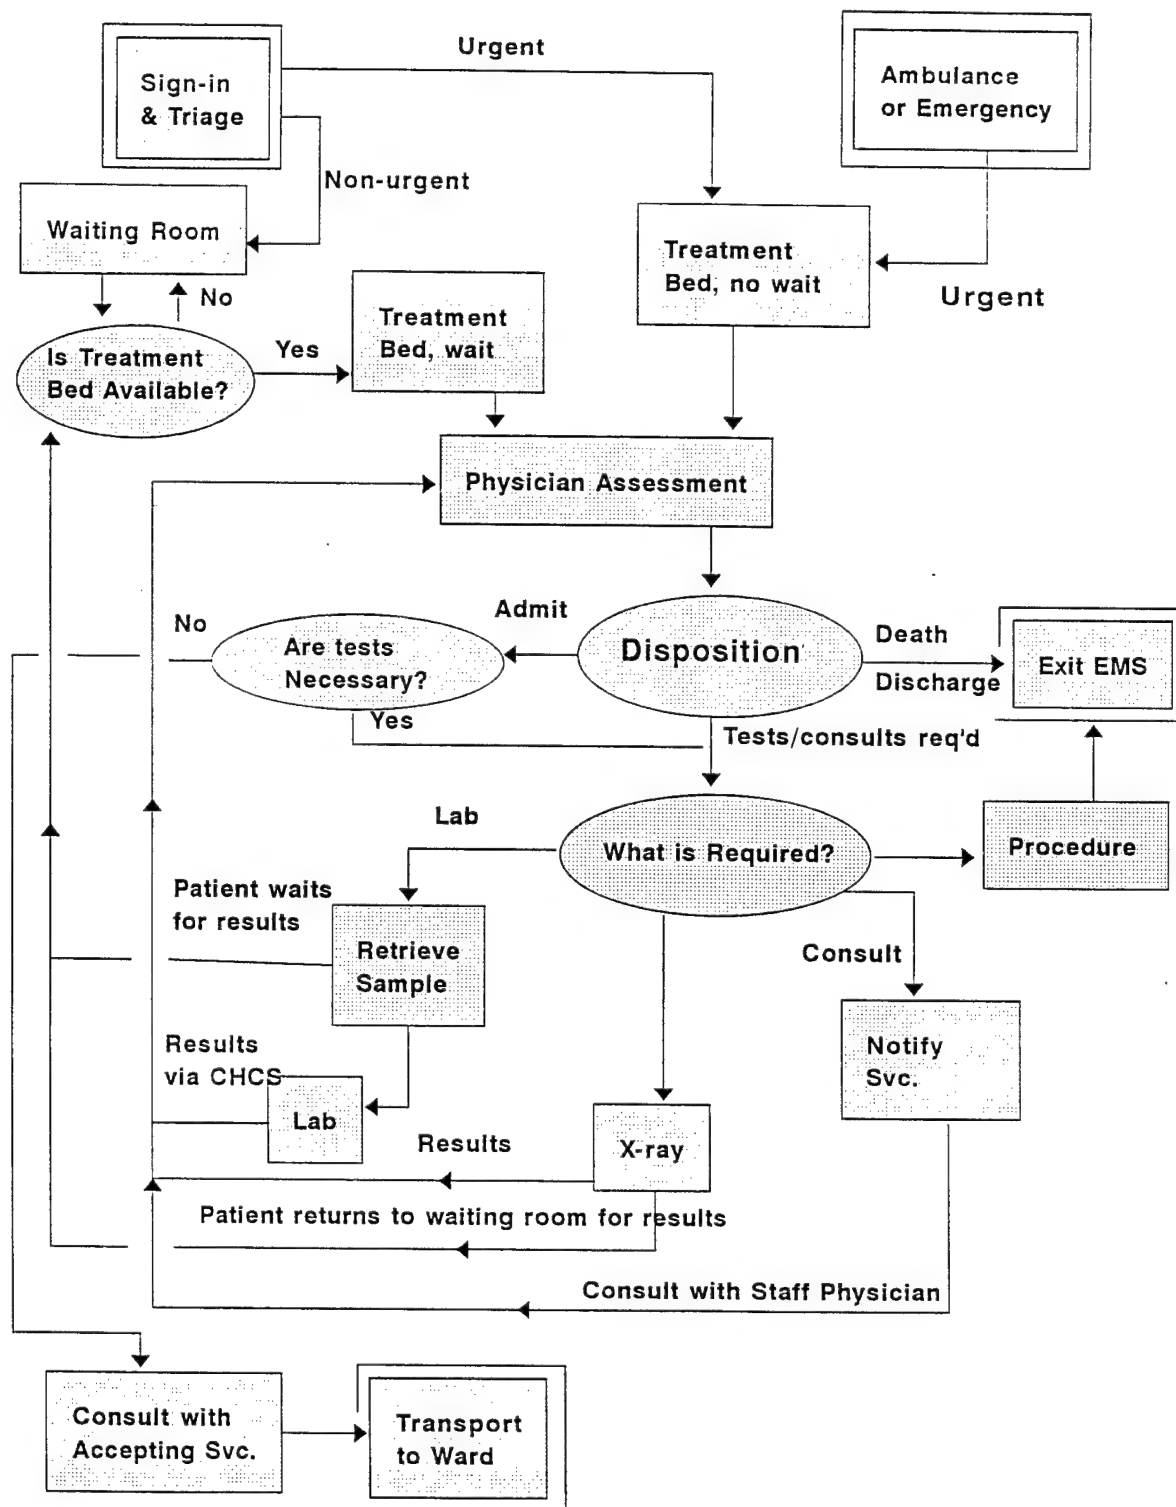 Urgent
Sign-in
& Triage
Ambulance
or Emergency
Non-urgent
Waiting Room
Treatment
Bed, no wait
Urgent
No
Treatment
Bed, wait
Is Treatment
Bed Available?
Yes
Physician Assessment
No
Admit
Are tests
Necessary?
Disposition
Death
Discharge
Exit EMS
Yes
Tests/consults req'd
Lab
What is Required?
Procedure
Patient waits
for results
Retrieve
Sample
Consult
Results
via CHCS
Notify
Svc.
Lab
Results
X-ray
Patient returns to waiting room for results
Consult with Staff Physician
Consult with
Accepting Svc.
Transport
to Ward